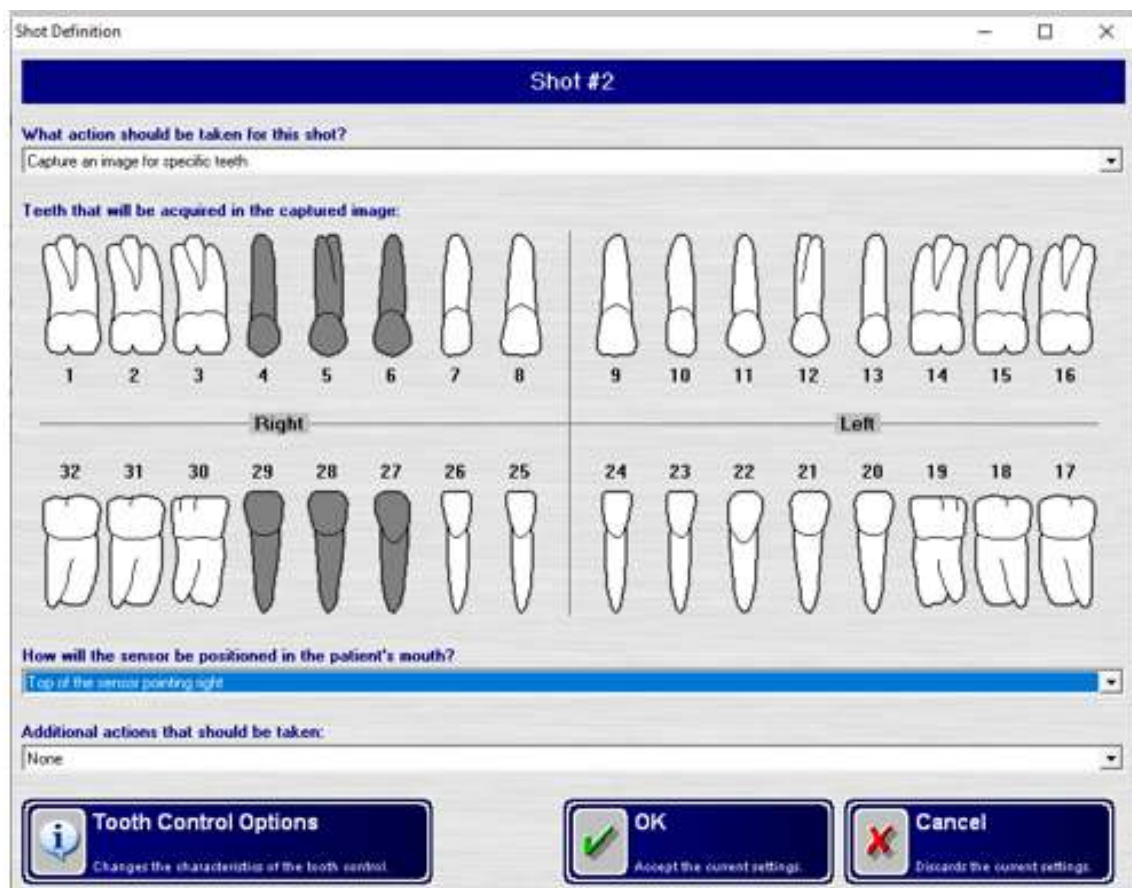 Shot Definition
Shot #2
What action should be taken for this shot?
Capture an image for specific teeth
Teeth that will be acquired in the captured image:
1 2 3 4 5 6 7 8 9 10 11 12 13 14 15 16
Right Left
32 31 30 29 28 27 26 25 24 23 22 21 20 19 18 17
How will the sensor be positioned in the patient's mouth?
Top of the sensor pointing right
Additional actions that should be taken:
None
Tooth Control Options
Changes the characteristics of the tooth control.
OK
Accept the current settings.
Cancel
Discards the current settings.